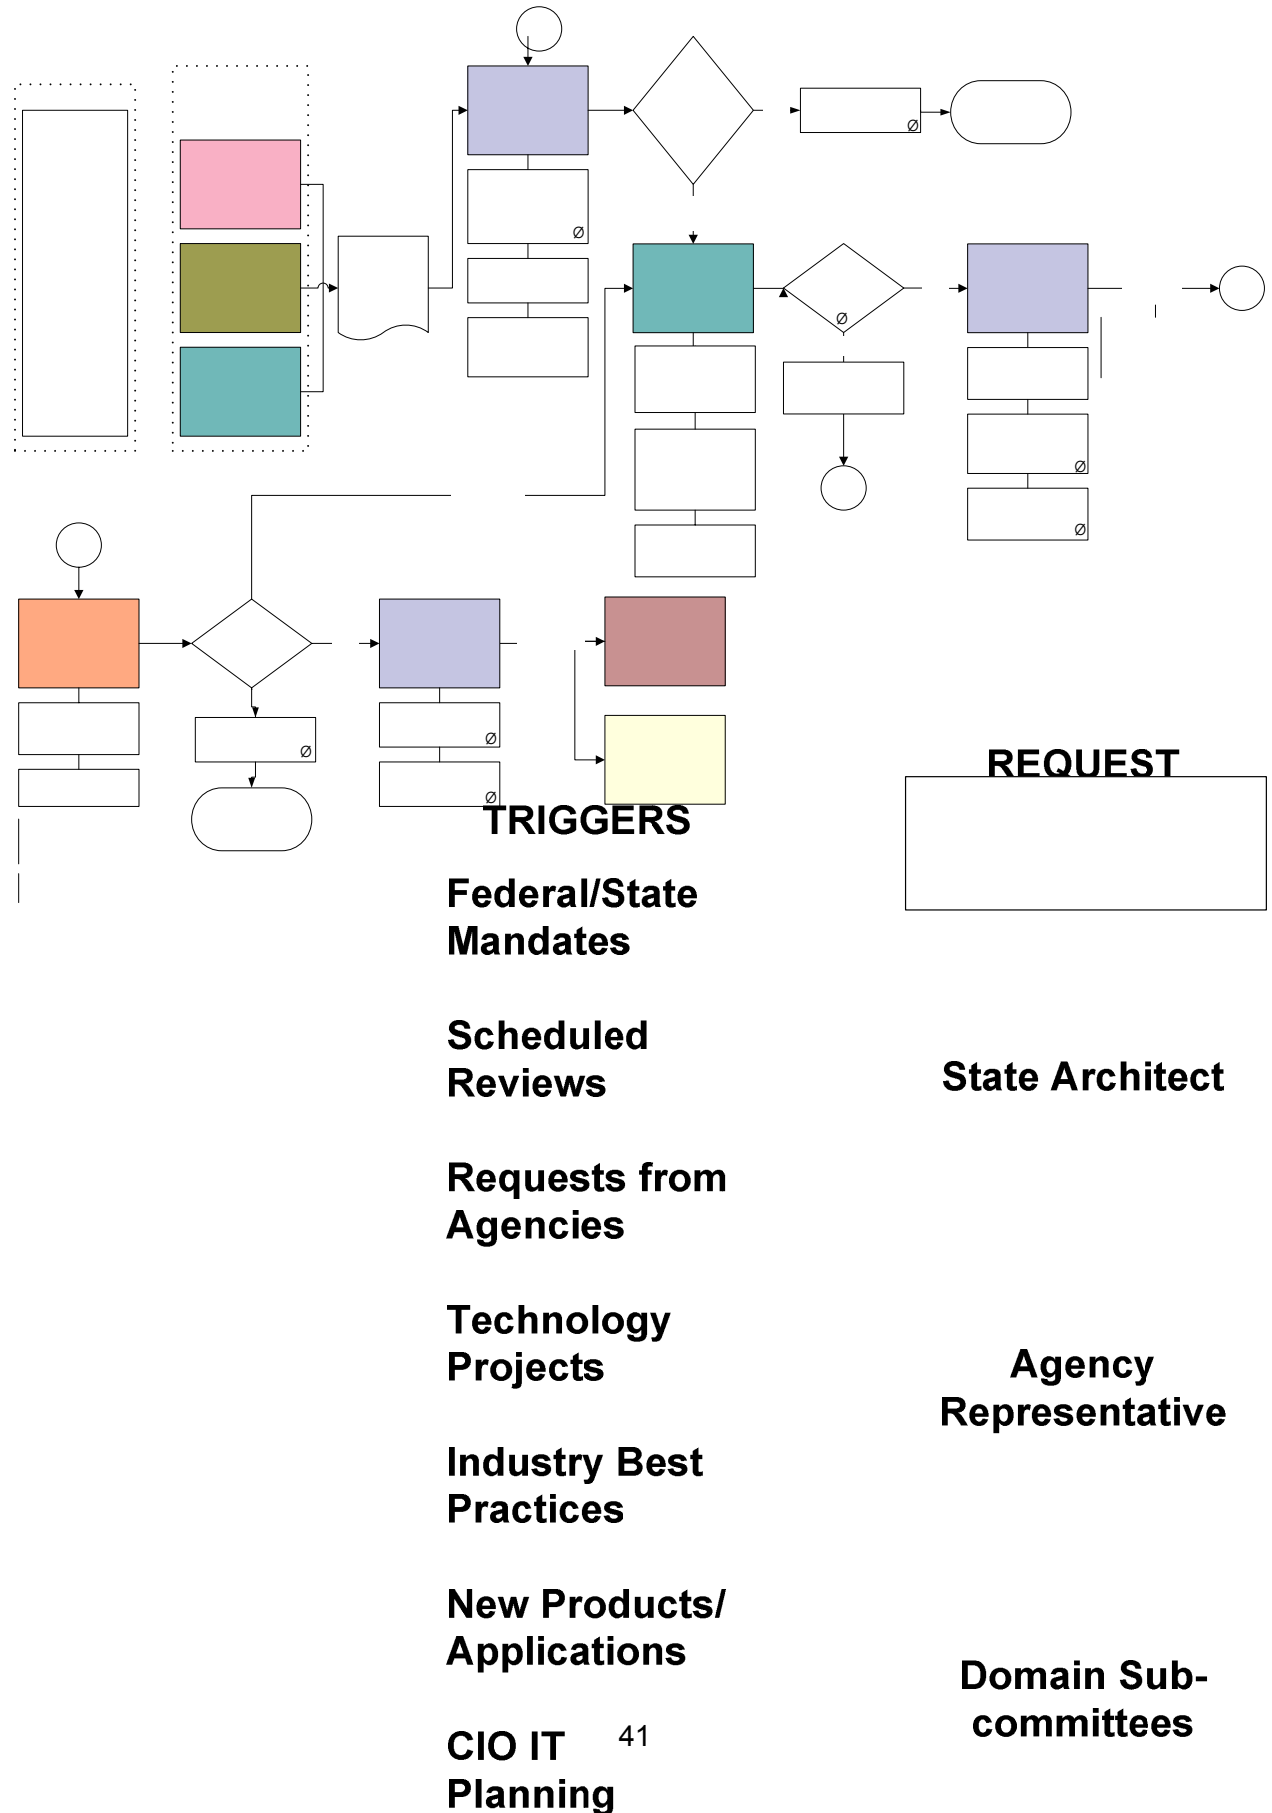 Ø
Ø
Ø
Ø
Ø
Ø
Ø
Ø
REQUEST
TRIGGERS
Federal/State
Mandates
Scheduled
Reviews
State Architect
Requests from
Agencies
Technology
Projects
Agency
Representative
Industry Best
Practices
New Products/
Applications
Domain Sub-
committees
CIO IT
Planning
41